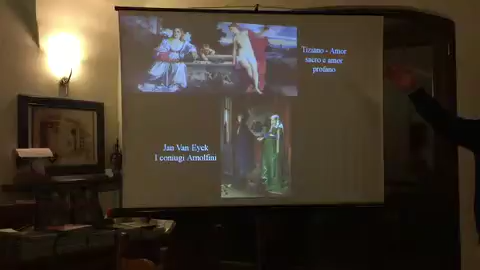 Tiziano - Amor
sacro e amor
profano
Jan Van Eyck
I coniugi Arnolfini